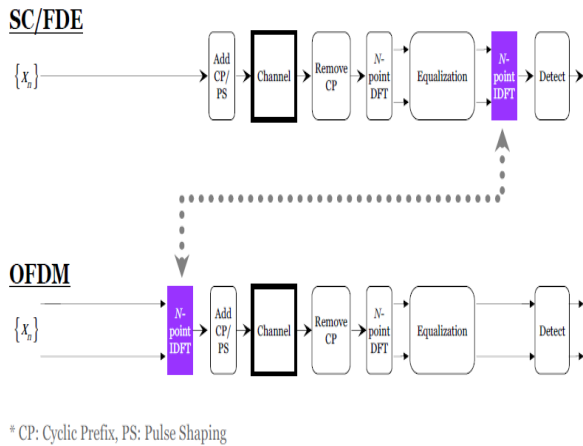 SC/FDE
{Xn}
Add
CP/
PS
Channel
Remove
CP
N-
point
DFT
Equalization
N-
point
IDFT
Detect
OFDM
{Xn}
N-
point
IDFT
Add
CP/
PS
Channel
Remove
CP
N-
point
DFT
Equalization
Detect
* CP: Cyclic Prefix, PS: Pulse Shaping